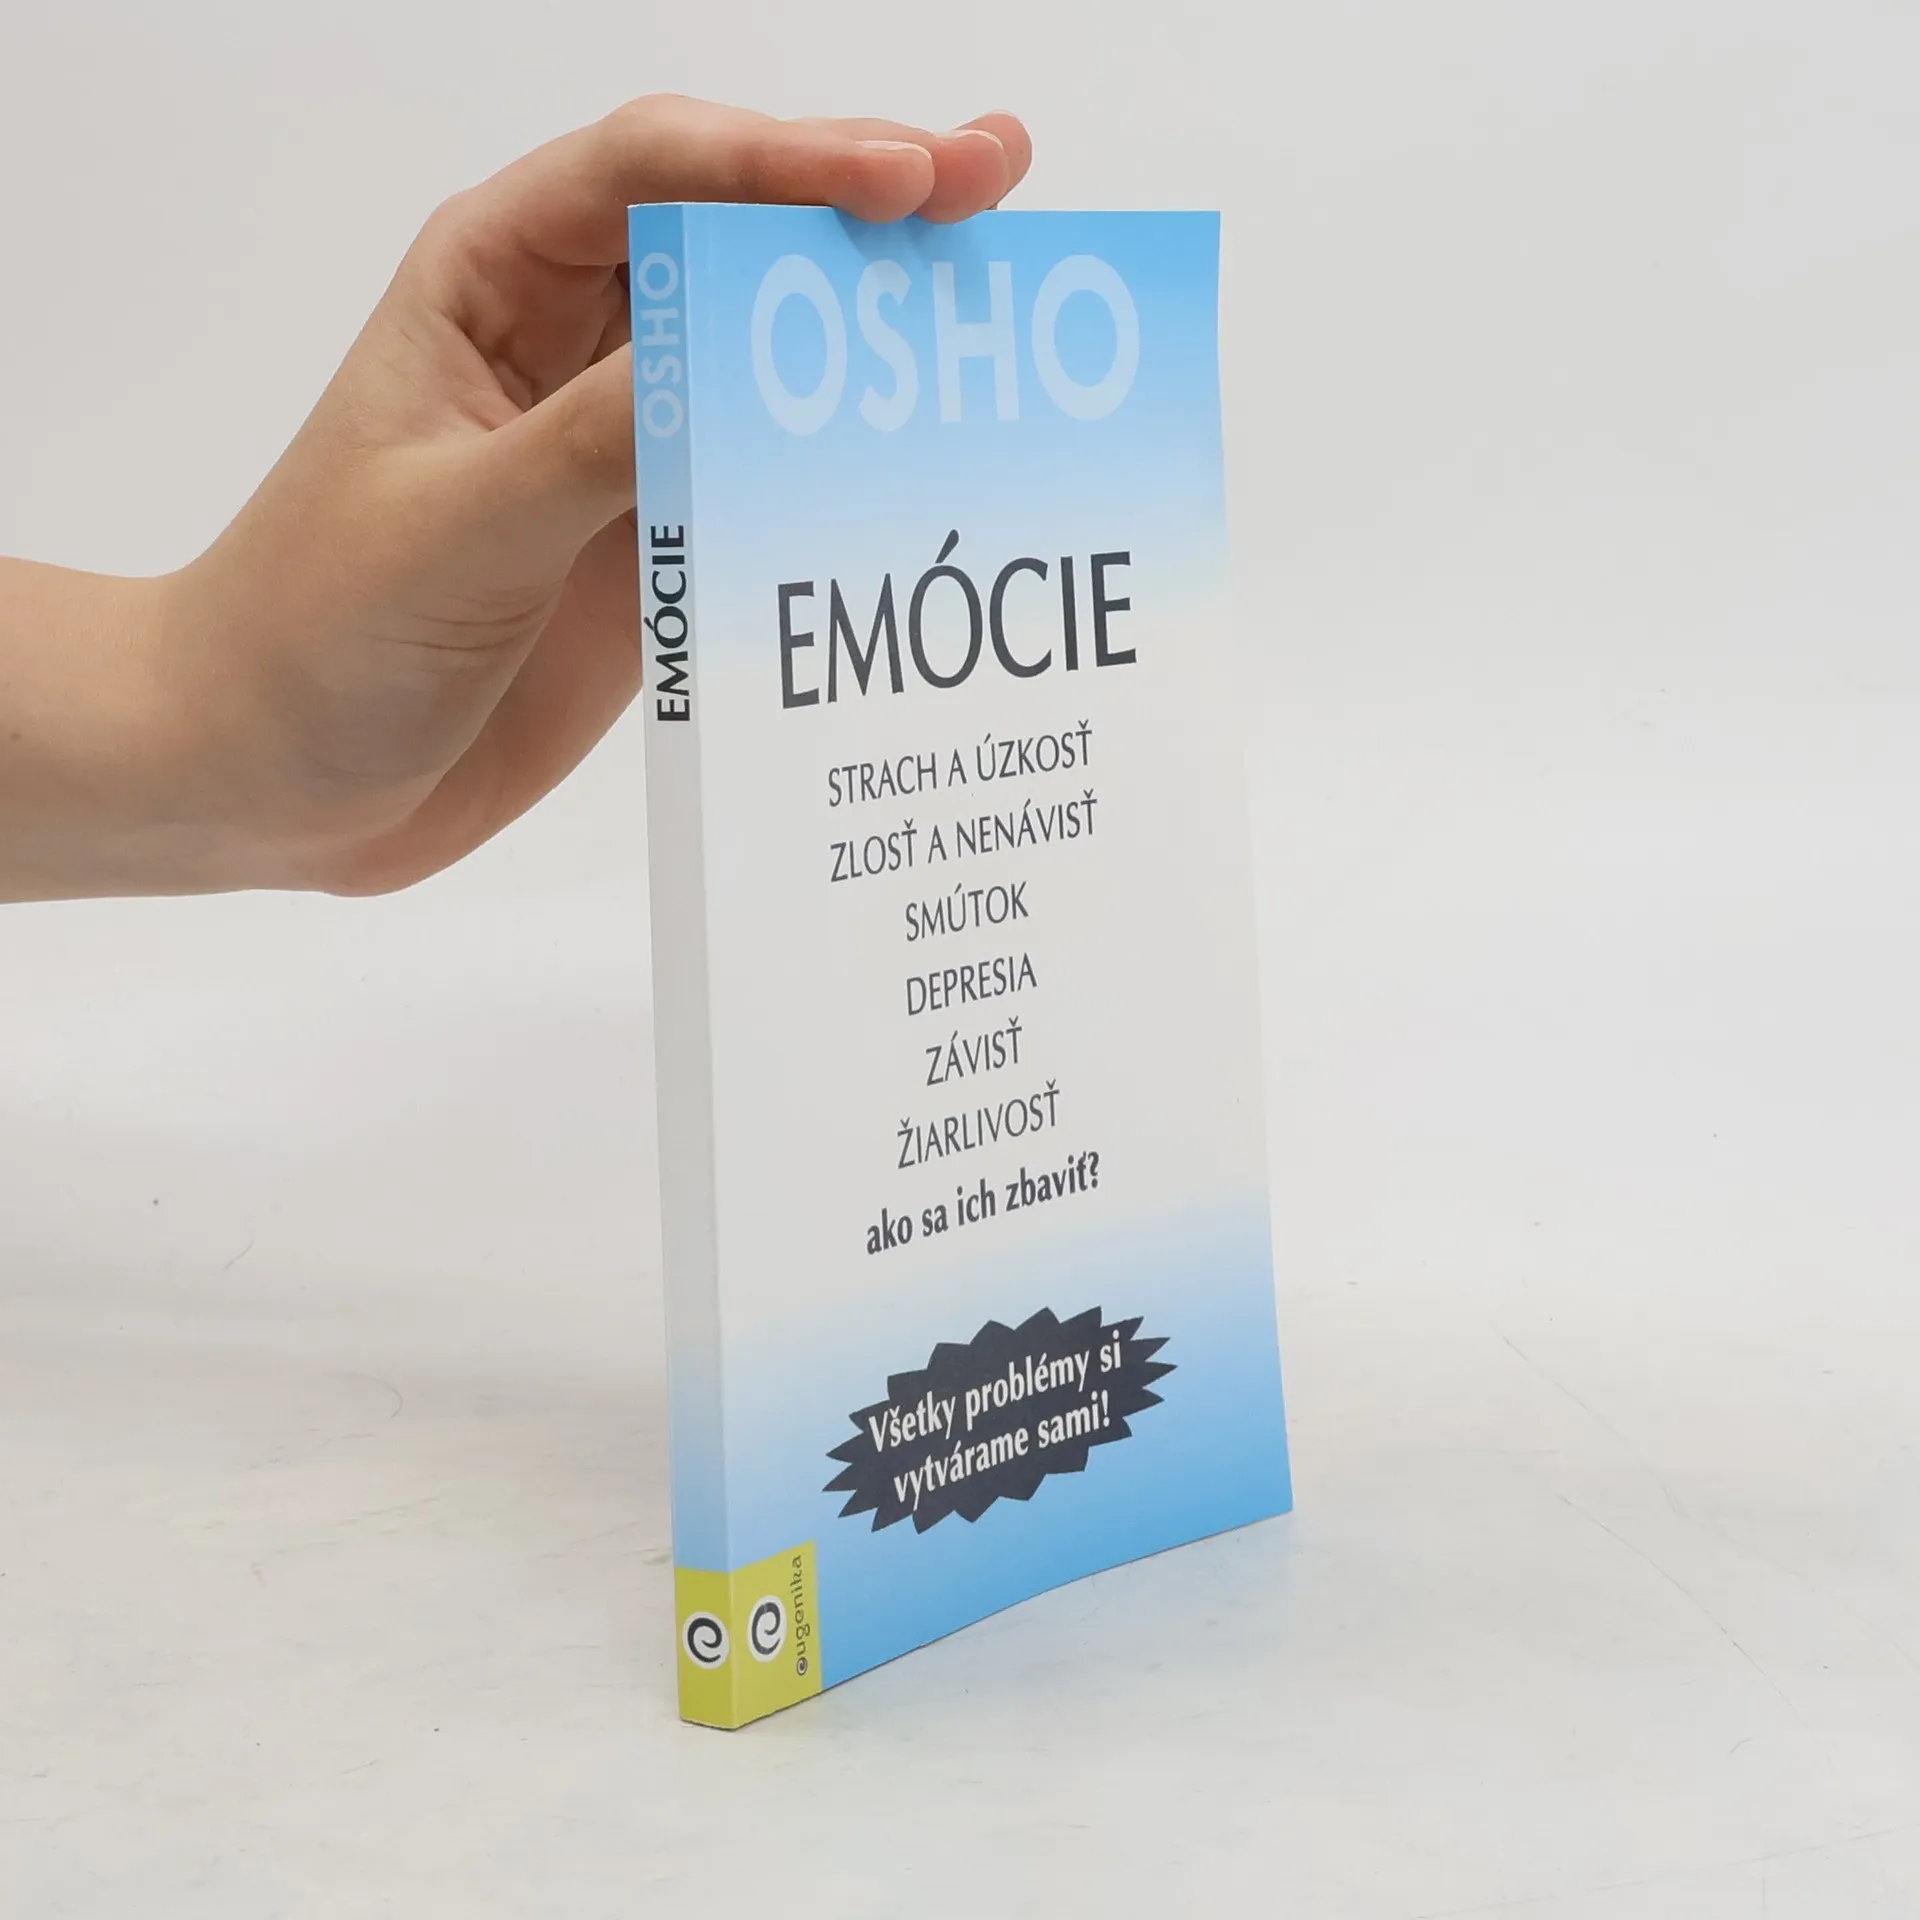 OSHO
EMÓCIE
OSHO
EMÓCIE
STRACH A ÚZKOSŤ
ZLOSŤ A NENÁVISŤ
SMÚTOK
DEPRESIA
ZÁVISŤ
ŽIARLIVOSŤ
ako sa ich zbaviť?
Všetky problémy si
vytvárame sami!
eugenika